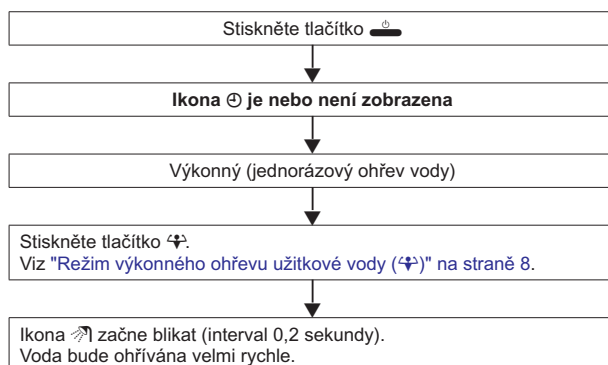 Stiskněte tlačítko
Ikona je nebo není zobrazena
Výkonný (jednorázový ohřev vody)
Stiskněte tlačítko .
Viz "Režim výkonného ohřevu užitkové vody ( )" na straně 8.
Ikona začne blikat (interval 0,2 sekundy).
Voda bude ohřívána velmi rychle.